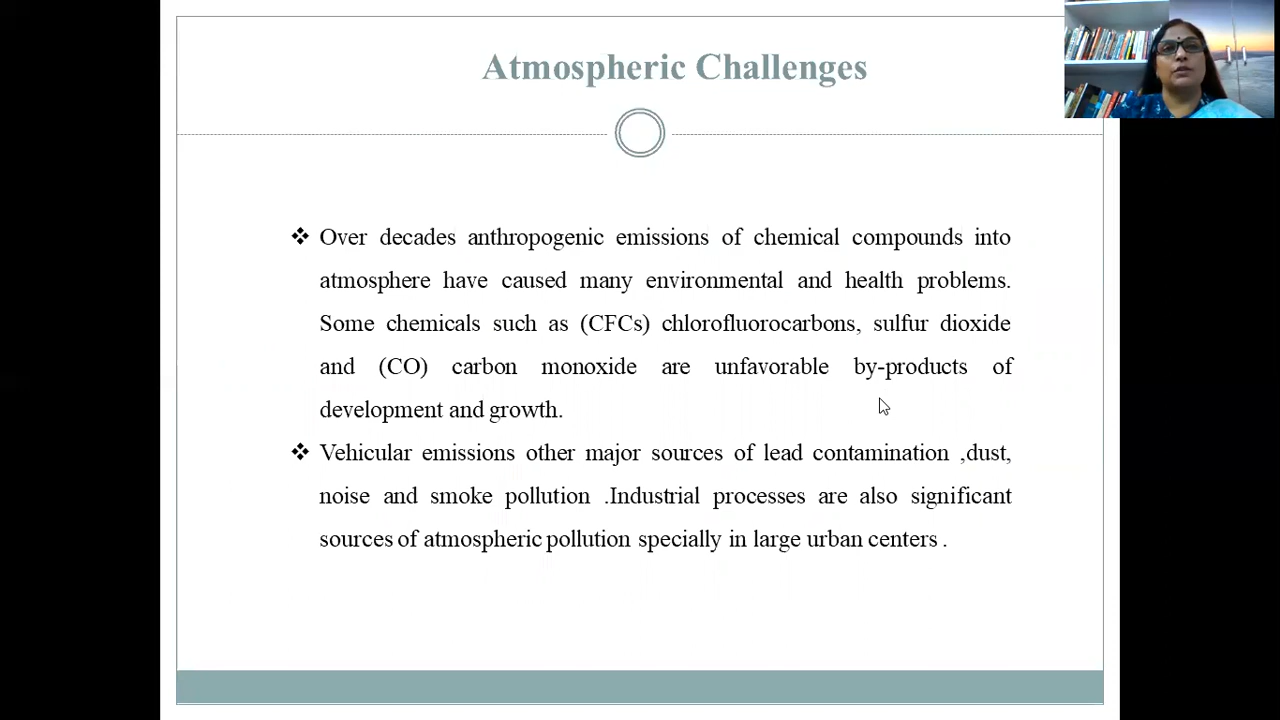 Atmospheric Challenges
❖ Over decades anthropogenic emissions of chemical compounds into
atmosphere have caused many environmental and health problems.
Some chemicals such as (CFCs) chlorofluorocarbons, sulfur dioxide
and (CO) carbon monoxide are unfavorable by-products of
development and growth.
❖ Vehicular emissions other major sources of lead contamination ,dust,
noise and smoke pollution .Industrial processes are also significant
sources of atmospheric pollution specially in large urban centers .